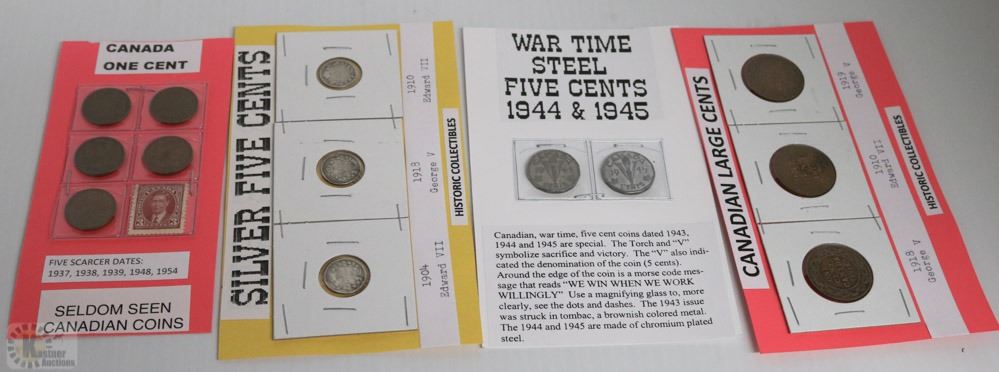 CANADA
ONE CENT
3
FIVE SCARCER DATES:
1937, 1938, 1939, 1948, 1954
SELDOM SEEN
CANADIAN COINS
SILVER FIVE CENTS
1910
Edward VII
1918
George V
1904
Edward VII
HISTORIC COLLECTIBLES
WAR TIME
STEEL
FIVE CENTS
1944 & 1945
Canadian, war time, five cent coins dated 1943,
1944 and 1945 are special. The Torch and “V”
symbolize sacrifice and victory. The “V” also indi-
cated the denomination of the coin (5 cents).
Around the edge of the coin is a morse code mes-
sage that reads “WE WIN WHEN WE WORK
WILLINGLY” Use a magnifying glass to, more
clearly, see the dots and dashes. The 1943 issue
was struck in tombac, a brownish colored metal.
The 1944 and 1945 are made of chromium plated
steel.
CANADIAN LARGE CENTS
1919
George V
1910
Edward VII
1918
George V
HISTORIC COLLECTIBLES
Kastner
Auctions